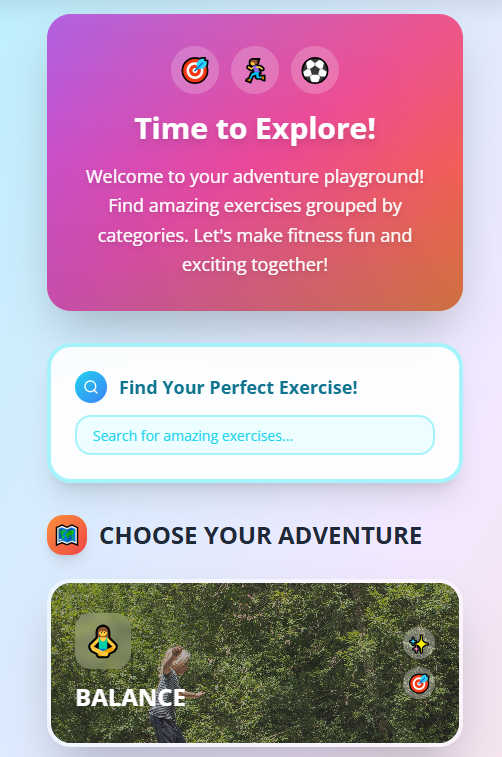 Time to Explore!
Welcome to your adventure playground!
Find amazing exercises grouped by
categories. Let's make fitness fun and
exciting together!
Find Your Perfect Exercise!
Search for amazing exercises...
CHOOSE YOUR ADVENTURE
BALANCE